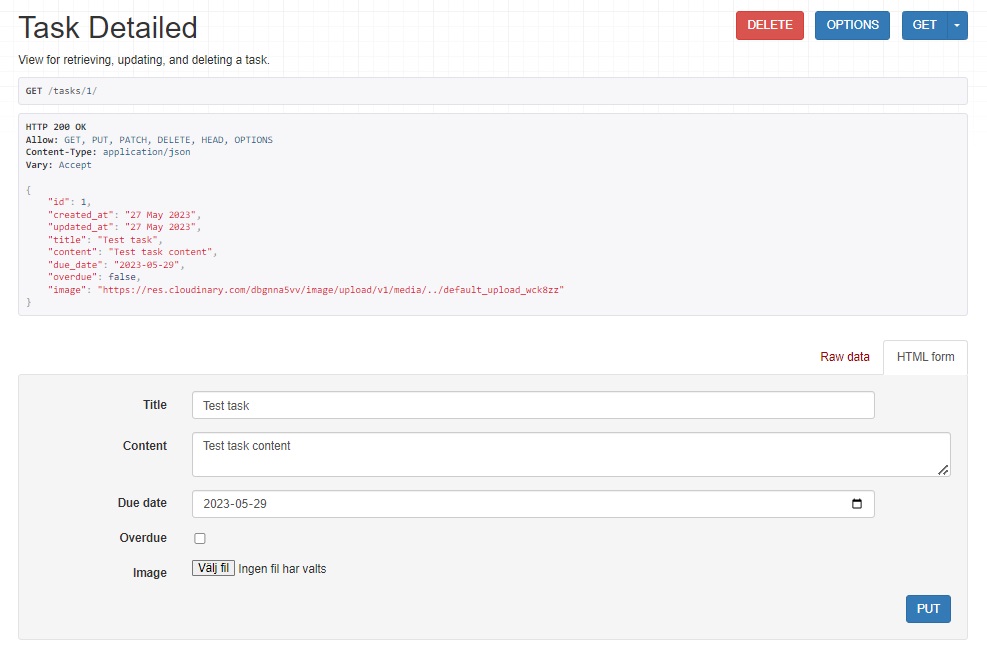 Task Detailed
DELETE
OPTIONS
GET
View for retrieving, updating, and deleting a task.
GET /tasks/1/
HTTP 200 OK
Allow: GET, PUT, PATCH, DELETE, HEAD, OPTIONS
Content-Type: application/json
Vary: Accept
{
"id": 1,
"created_at": "27 May 2023",
"updated_at": "27 May 2023",
"title": "Test task",
"content": "Test task content",
"due_date": "2023-05-29",
"overdue": false,
"image": "https://res.cloudinary.com/dbgnna5vv/image/upload/v1/media/../default_upload_wck8zz"
}
Raw data
HTML form
Title
Test task
Content
Test task content
Due date
2023-05-29
Overdue
Image
Välj fil Ingen fil har valts
PUT